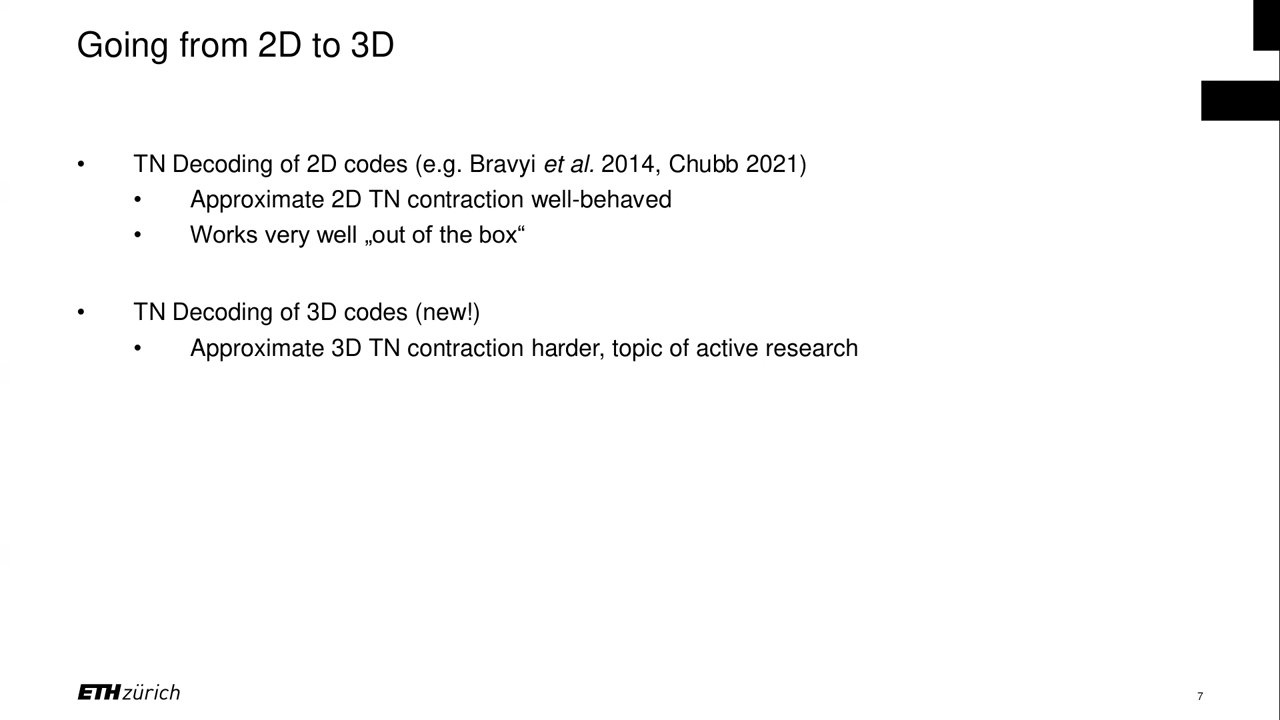 Going from 2D to 3D
• TN Decoding of 2D codes (e.g. Bravyi et al. 2014, Chubb 2021)
• Approximate 2D TN contraction well-behaved
• Works very well „out of the box“
• TN Decoding of 3D codes (new!)
• Approximate 3D TN contraction harder, topic of active research
ETH zürich
7